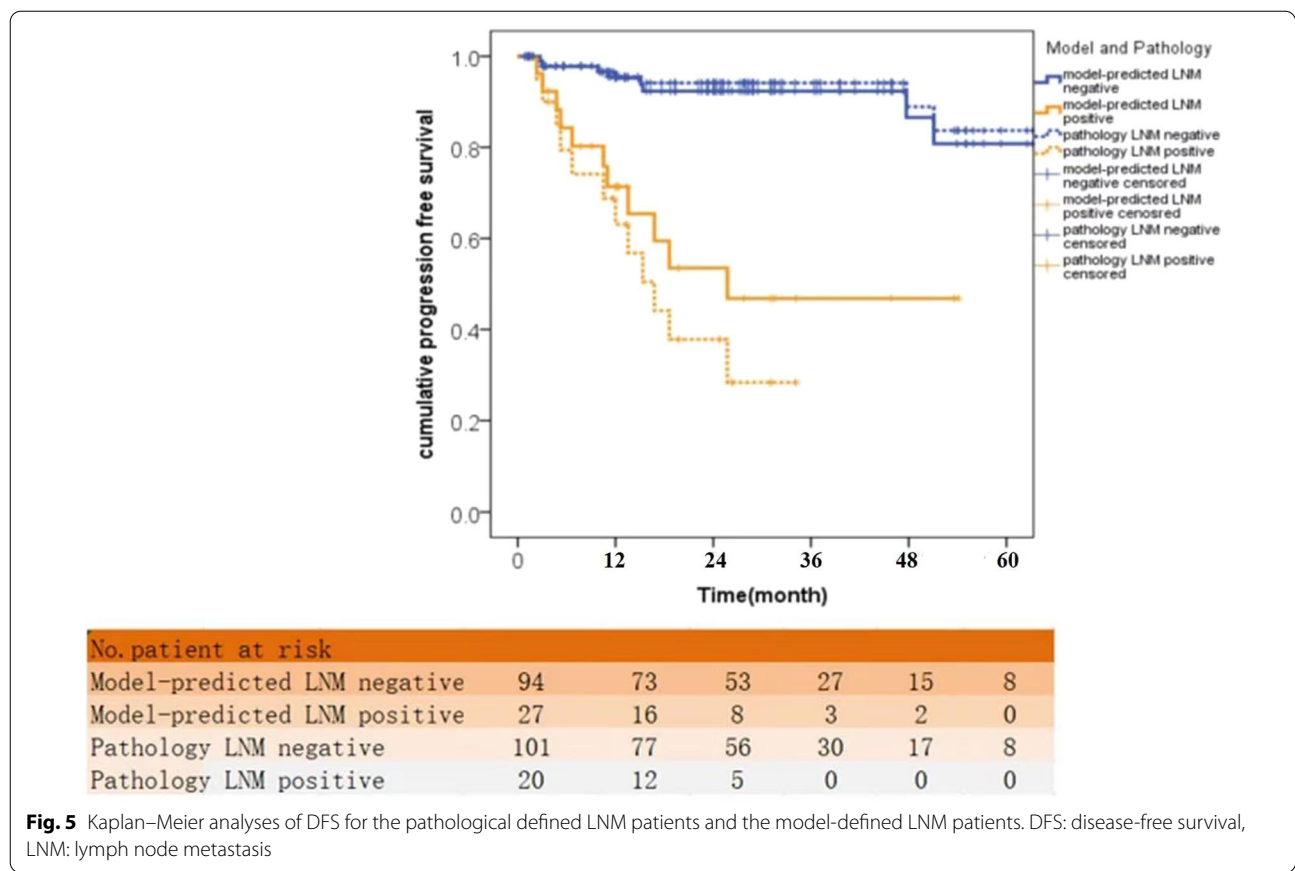 1.0
0.8
0.6
0.4
0.2
0.0
cumulative progression free survival
0 12 24 36 48 60
Time(month)
Model and Pathology
model-predicted LNM
negative
model-predicted LNM
positive
pathology LNM negative
pathology LNM positive
model-predicted LNM
negative censored
model-predicted LNM
positive cenosred
pathology LNM negative
censored
pathology LNM positive
censored
No. patient at risk
Model-predicted LNM negative 94 73 53 27 15 8
Model-predicted LNM positive 27 16 8 3 2 0
Pathology LNM negative 101 77 56 30 17 8
Pathology LNM positive 20 12 5 0 0 0
Fig. 5 Kaplan–Meier analyses of DFS for the pathological defined LNM patients and the model-defined LNM patients. DFS: disease-free survival,
LNM: lymph node metastasis